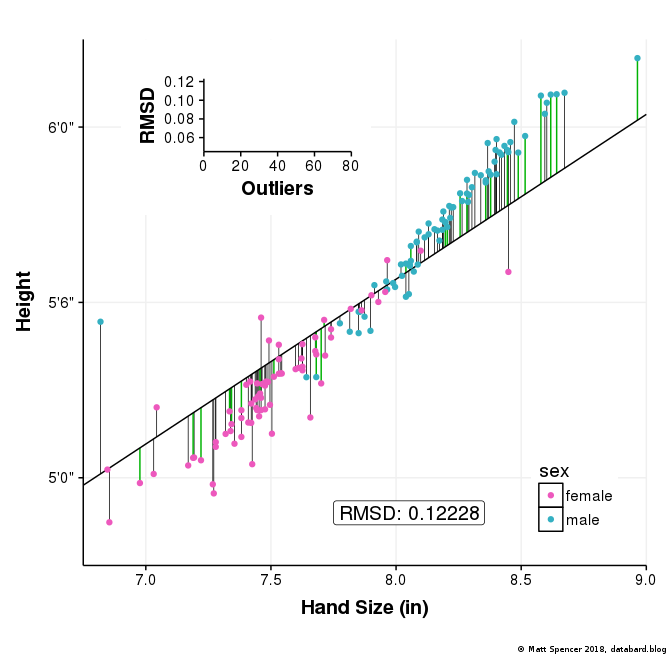 RMSD
0.12
0.10
0.08
0.06
0 20 40 60 80
Outliers
Height
6'0"
5'6"
5'0"
sex
female
male
RMSD: 0.12228
7.0 7.5 8.0 8.5 9.0
Hand Size (in)
© Matt Spencer 2018, databard.blog